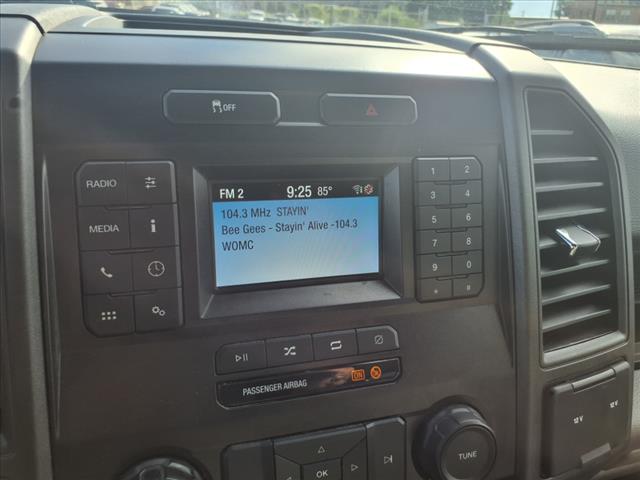 OFF
FM 2 9:25 85°
104.3 MHz STAYIN'
Bee Gees - Stayin' Alive -104.3
WOMC
RADIO
MEDIA
i
1 2
3 4
5 6
7 8
9 0
* #
PASSENGER AIRBAG ON
OK
TUNE
12V
12V